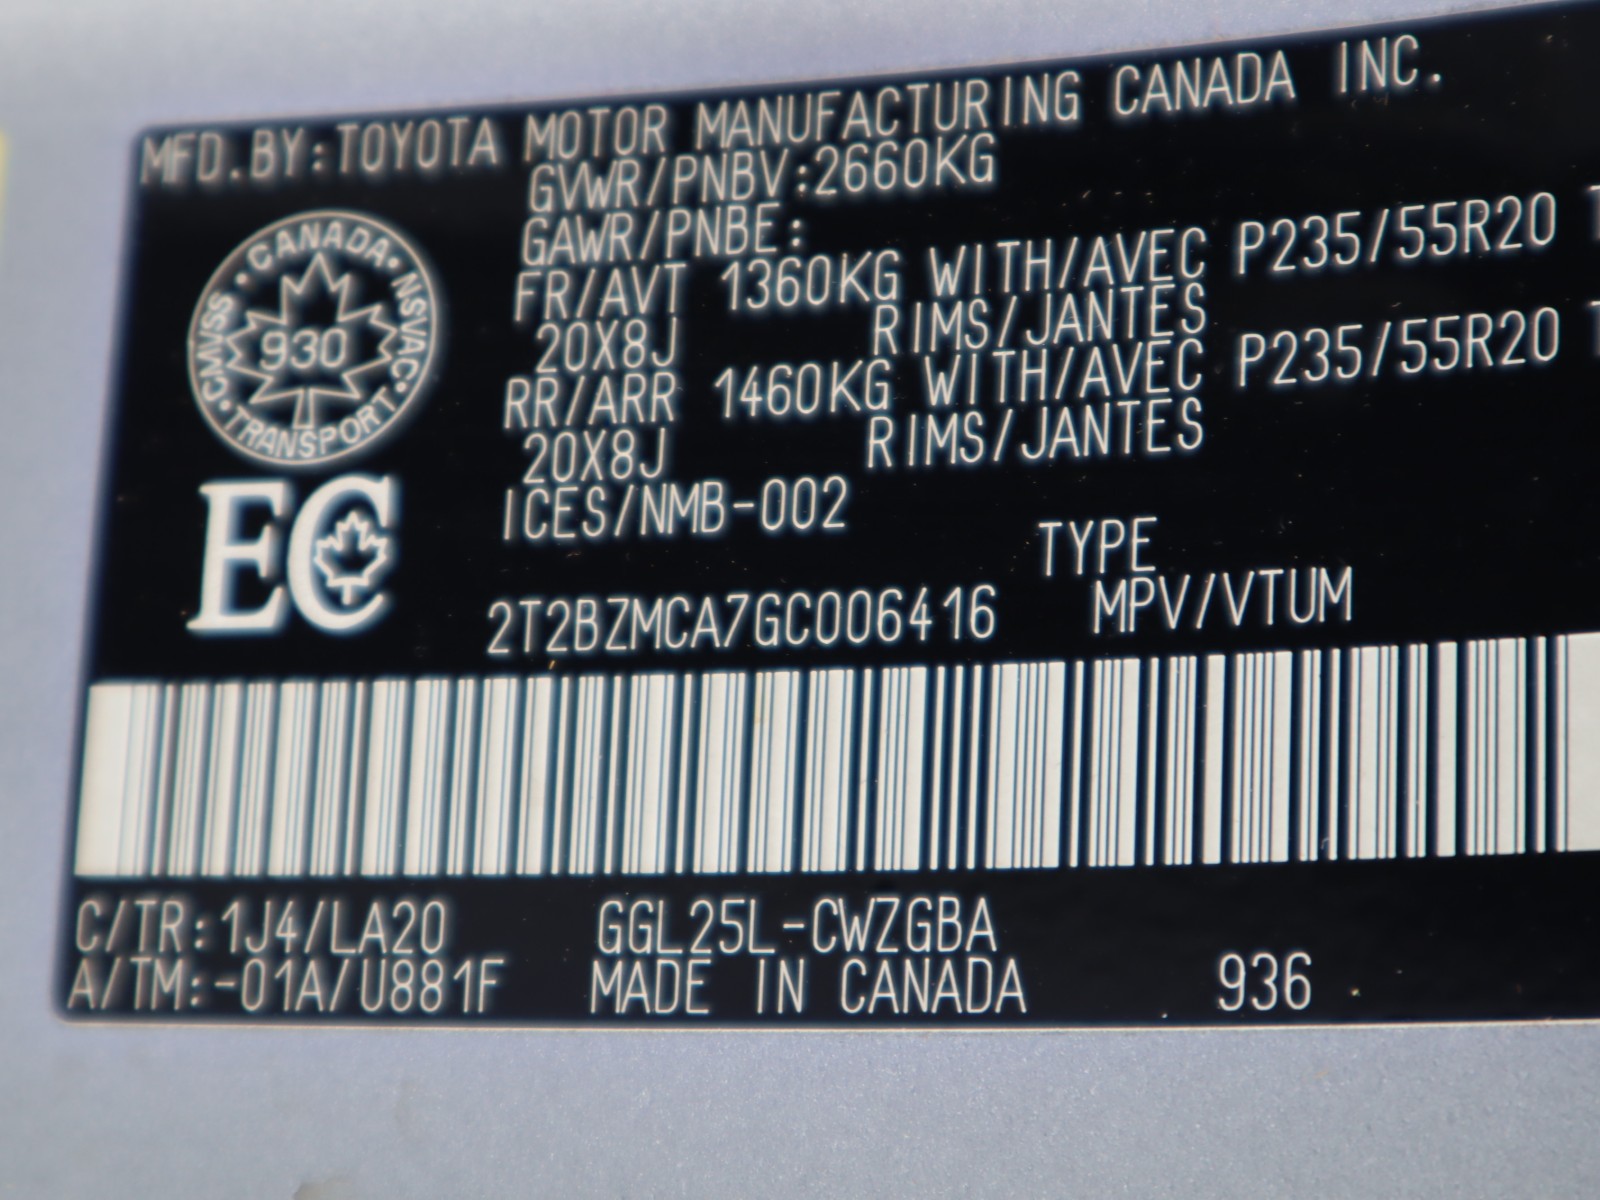 MFD.BY:TOYOTA MOTOR MANUFACTURING CANADA INC.
GVWR/PNBV:2660KG
GAWR/PNBE:
FR/AVT 1360KG WITH/AVEC P235/55R20
20X8J RIMS/JANTES
RR/ARR 1460KG WITH/AVEC P235/55R20
20X8J RIMS/JANTES
ICES/NMB-002
CANADA • NSVAC • TRANSPORT • CMVSS •
930
EC
TYPE
2T2BZMCA7GC006416 MPV/VTUM
C/TR:1J4/LA20 GGL25L-CWZGBA
A/TM:-01A/U881F MADE IN CANADA 936